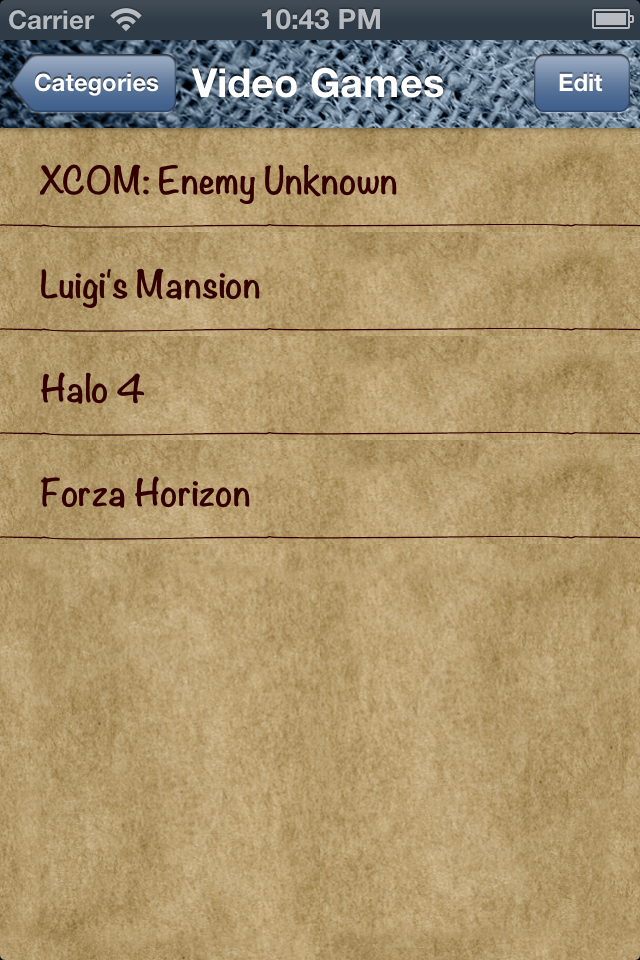 Carrier 10:43 PM
Categories Video Games Edit
XCOM: Enemy Unknown
Luigi's Mansion
Halo 4
Forza Horizon